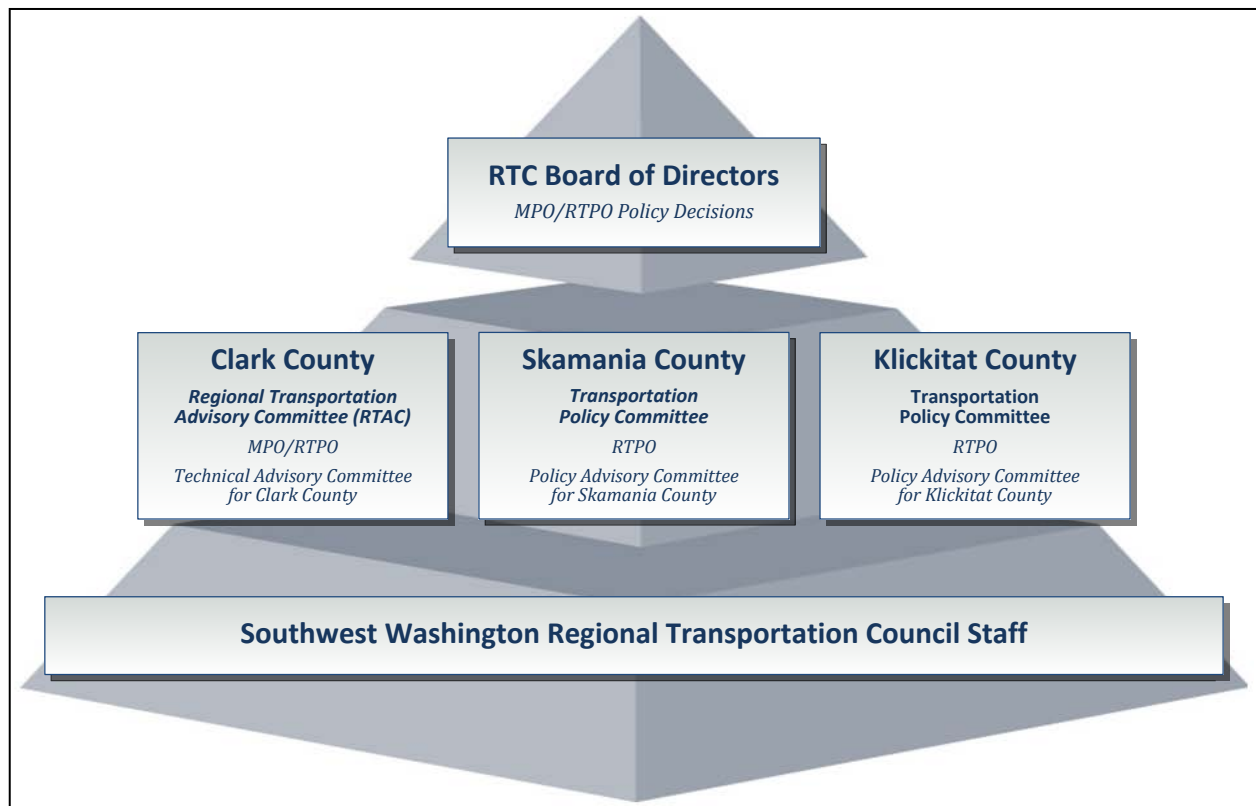 RTC Board of Directors
MPO/RTPO Policy Decisions
Clark County
Regional Transportation
Advisory Committee (RTAC)
MPO/RTPO
Technical Advisory Committee
for Clark County
Skamania County
Transportation
Policy Committee
RTPO
Policy Advisory Committee
for Skamania County
Klickitat County
Transportation
Policy Committee
RTPO
Policy Advisory Committee
for Klickitat County
Southwest Washington Regional Transportation Council Staff